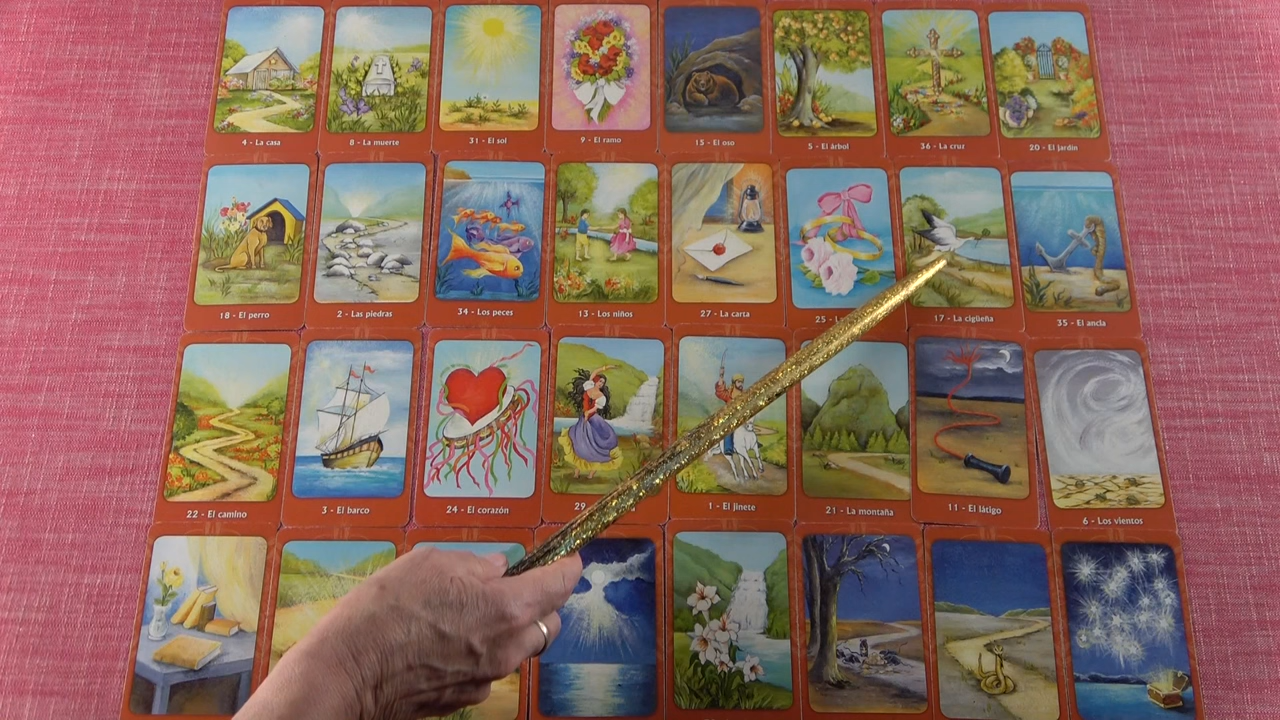 4 - La casa
8 - La muerte
31 - El sol
9 - El ramo
15 - El oso
5 - El árbol
36 - La cruz
20 - El jardín
18 - El perro
2 - Las piedras
34 - Los peces
13 - Los niños
27 - La carta
25 -
17 - La cigüeña
35 - El ancla
22 - El camino
3 - El barco
24 - El corazón
29
1 - El jinete
21 - La montaña
11 - El látigo
6 - Los vientos